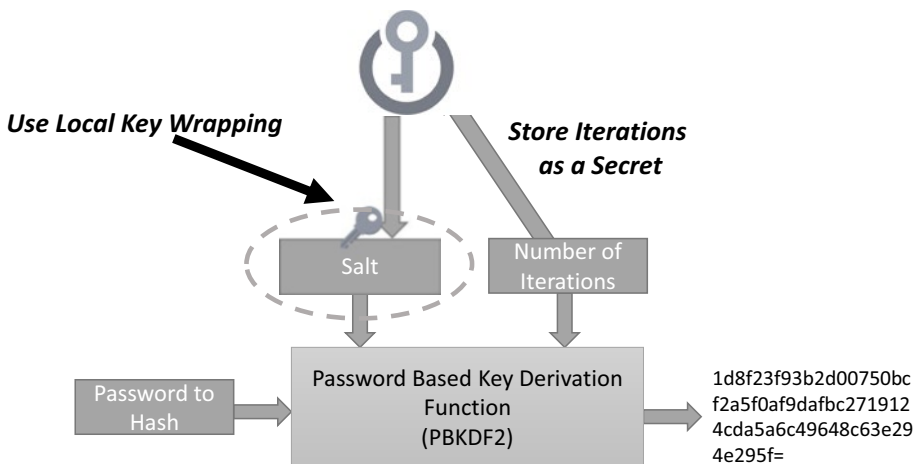 Use Local Key Wrapping
Store Iterations
as a Secret
Salt
Number of
Iterations
Password to
Hash
Password Based Key Derivation
Function
(PBKDF2)
1d8f23f93b2d00750bc
f2a5f0af9dafbc271912
4cda5a6c49648c63e29
4e295f=